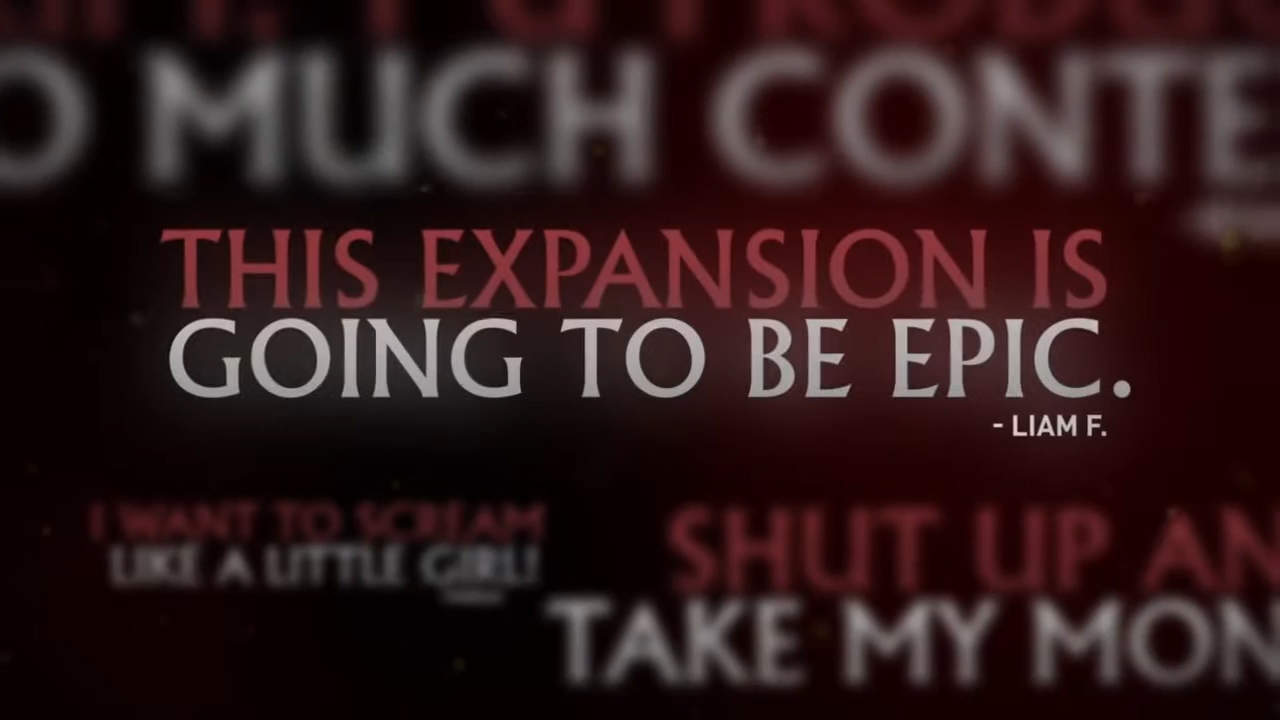 MUCH CONTE
THIS EXPANSION IS
GOING TO BE EPIC.
- LIAM F.
I WANT TO SCREAM
LIKE A LITTLE GIRL!
SHUT UP AN
TAKE MY MON